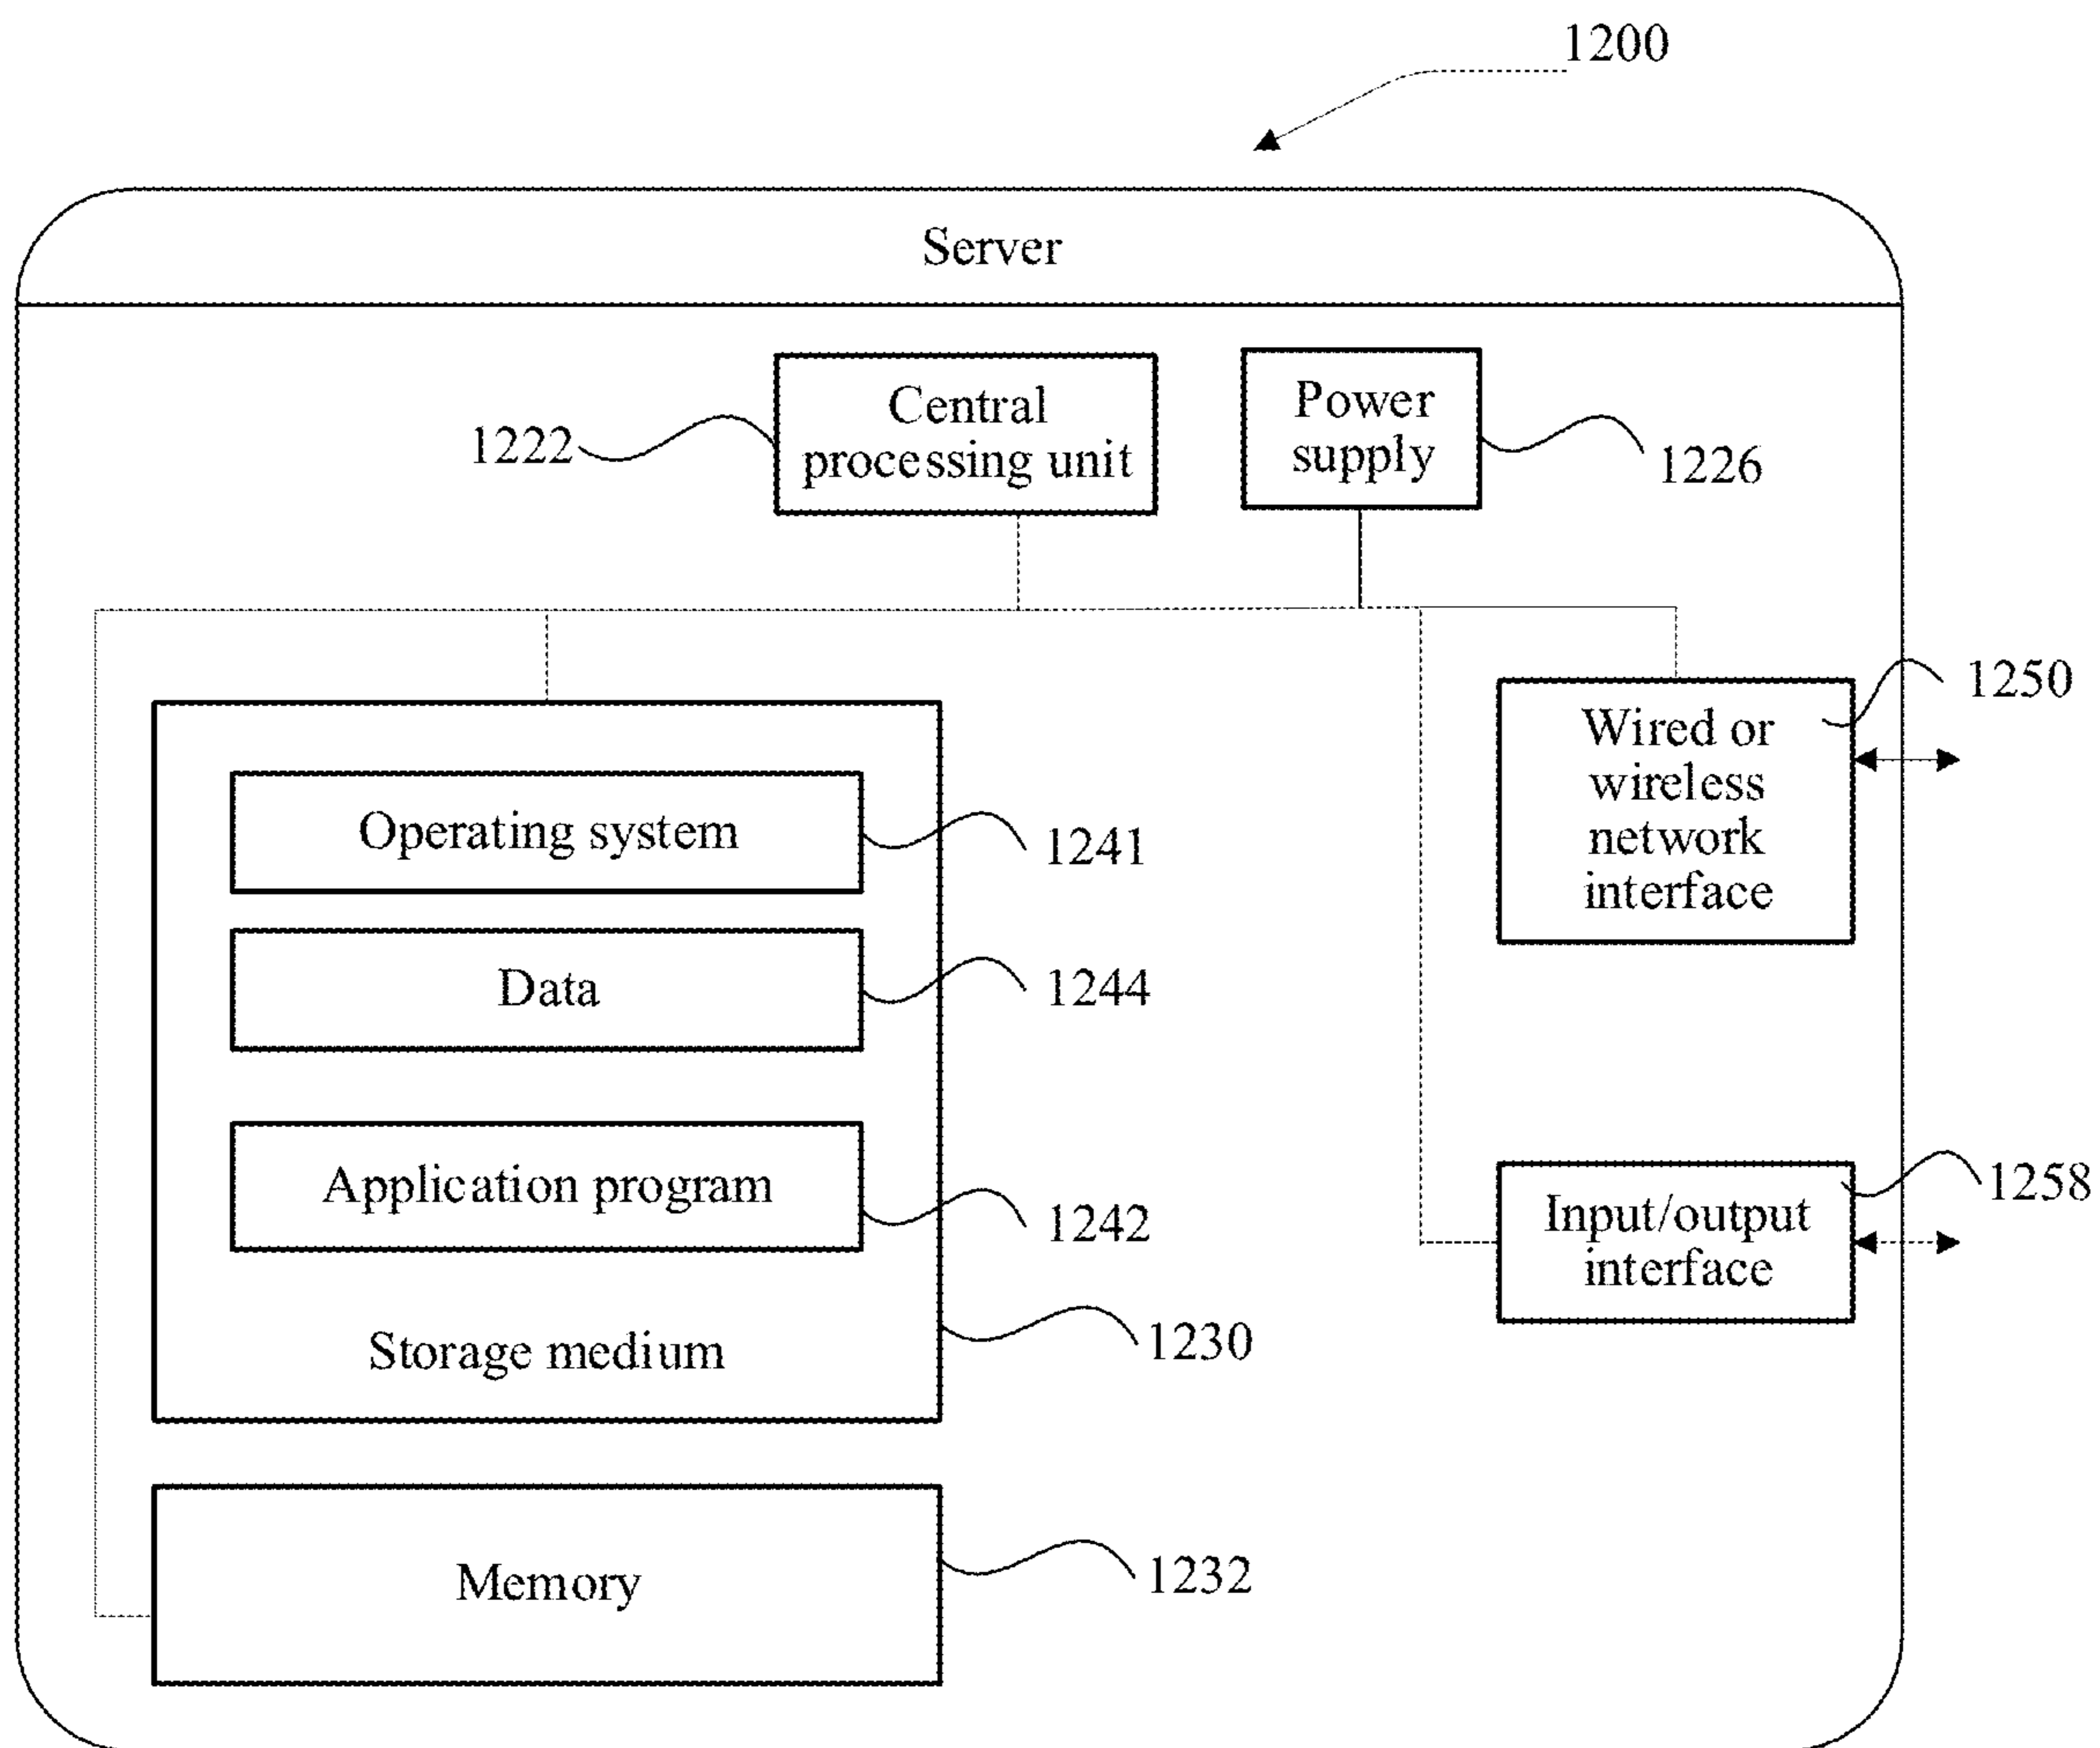 1200
Server
Central
processing unit
1222
Power
supply
1226
1250
Wired or
wireless
network
interface
Operating system
1241
Data
1244
Application program
1242
1258
Input/output
interface
Storage medium
1230
Memory
1232